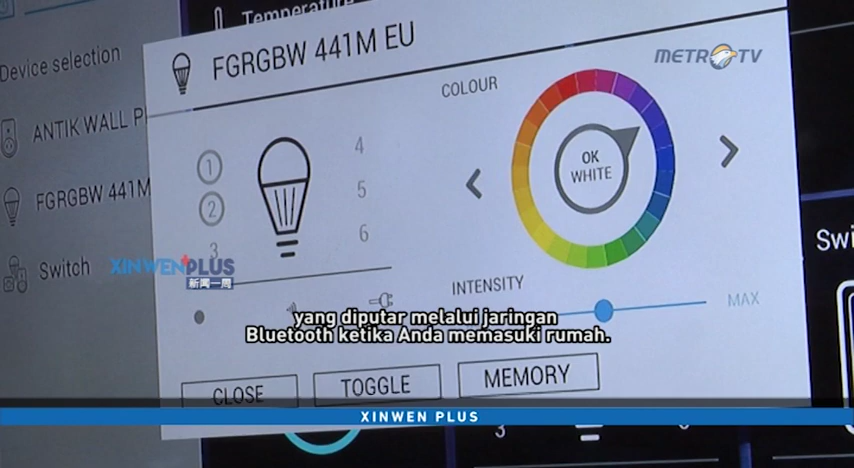 Temperature
Device selection
ANTIK WALL
FGRGBW 441M
Switch
FGRGBW 441M EU
COLOUR
1
2
3
4
5
6
OK
WHITE
INTENSITY
MAX
CLOSE
TOGGLE
MEMORY
METRO TV
XINWEN PLUS
新闻一周
yang diputar melalui jaringan
Bluetooth ketika Anda memasuki rumah.
XINWEN PLUS